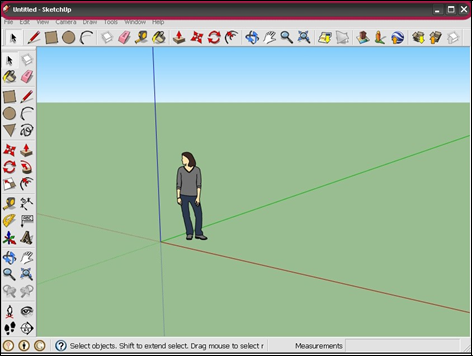 Untitled - SketchUp
File Edit View Camera Draw Tools Window Help
Select objects. Shift to extend select. Drag mouse to select r
Measurements